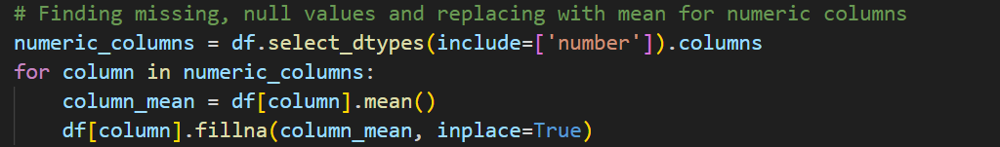 # Finding missing, null values and replacing with mean for numeric columns
numeric_columns = df.select_dtypes(include=['number']).columns
for column in numeric_columns:
    column_mean = df[column].mean()
    df[column].fillna(column_mean, inplace=True)